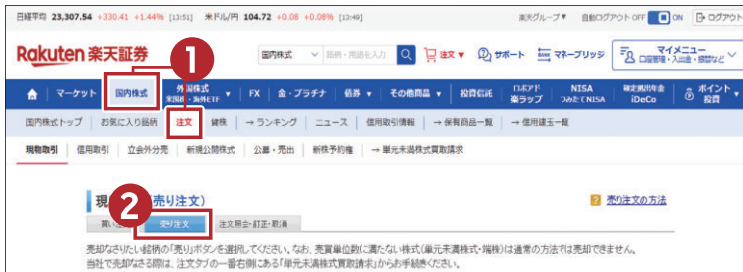 日経平均 23,307.54 +330.41 +1.44% [13:51] 米ドル/円 104.72 +0.08 +0.08% [13:49] 楽天グループ▼ 自動ログアウト OFF ON ログアウト
Rakuten 楽天証券 国内株式 銘柄・用語を入力 注文▼ サポート マネーブリッジ マイメニュー
口座管理・入出金・振替など
1
マーケット 国内株式 外国株式
米国株・海外ETF ▼ FX 金・プラチナ 債券▼ その他商品▼ 投資信託 ロボアド
楽ラップ NISA
つみたてNISA 確定拠出年金
iDeCo ポイント
投資
国内株式トップ お気に入り銘柄 注文 貸株 →ランキング ニュース 信用取引情報 →保有商品一覧 →信用建玉一覧
現物取引 信用取引 立会外分売 新規公開株式 公募・売出 新株予約権 →単元未満株式買取請求
現 売り注文) ? 売り注文の方法
2
買い 売り注文 注文照会・訂正・取消
売却なさりたい銘柄の「売り」ボタンを選択してください。なお、売買単位数に満たない株式(単元未満株式・端株)は通常の方法では売却できません。
当社で売却なさる際は、注文タブの一番右側にある「単元未満株式買取請求」からお手続きください。